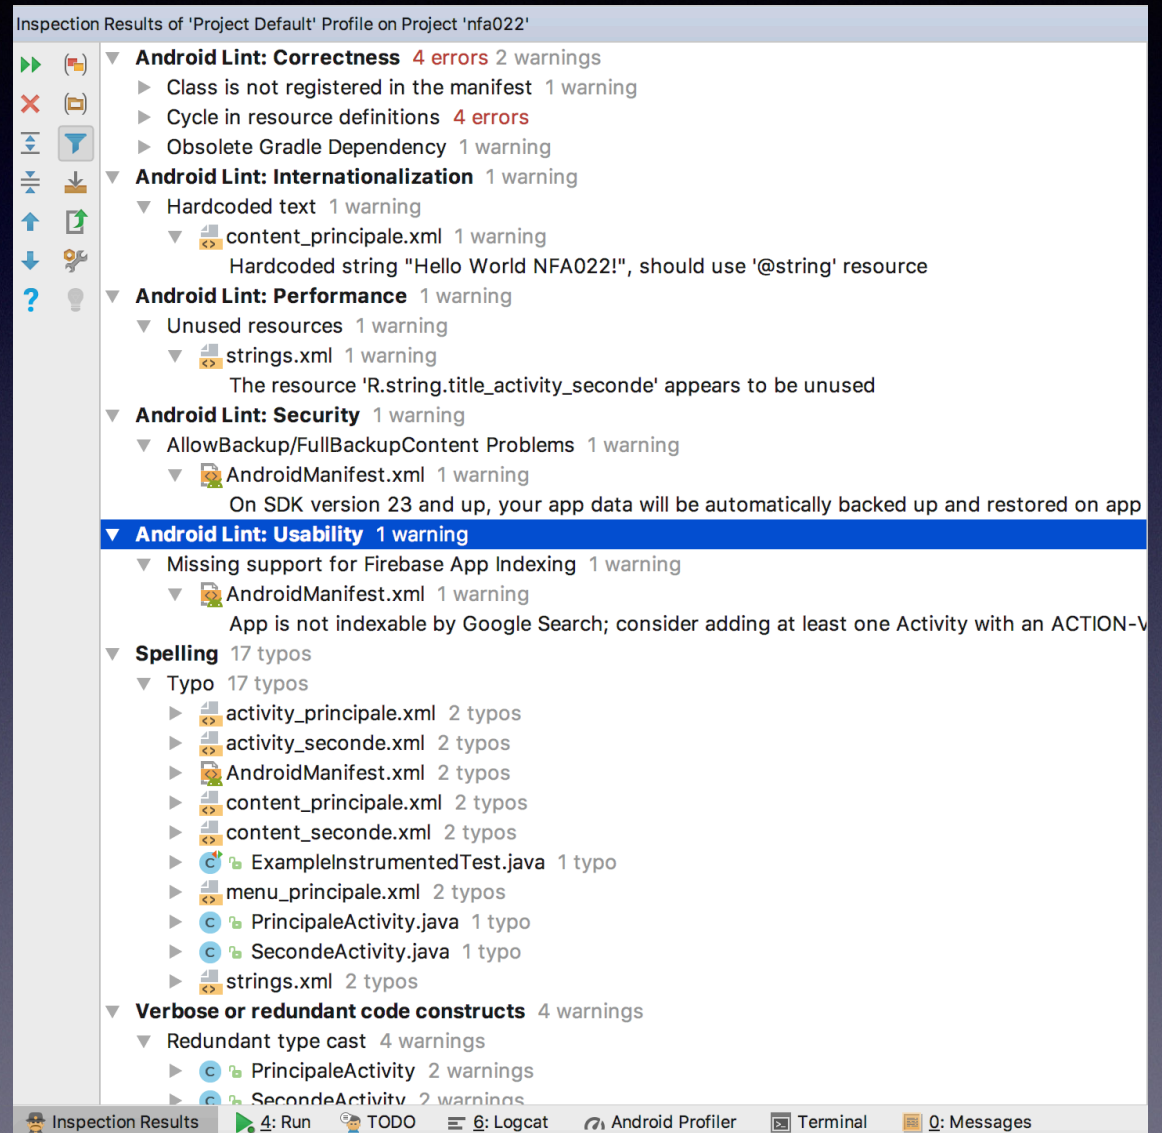 Inspection Results of 'Project Default' Profile on Project 'nfa022'
Android Lint: Correctness 4 errors 2 warnings
Class is not registered in the manifest 1 warning
Cycle in resource definitions 4 errors
Obsolete Gradle Dependency 1 warning
Android Lint: Internationalization 1 warning
Hardcoded text 1 warning
content_principale.xml 1 warning
Hardcoded string "Hello World NFA022!", should use '@string' resource
Android Lint: Performance 1 warning
Unused resources 1 warning
strings.xml 1 warning
The resource 'R.string.title_activity_seconde' appears to be unused
Android Lint: Security 1 warning
AllowBackup/FullBackupContent Problems 1 warning
AndroidManifest.xml 1 warning
On SDK version 23 and up, your app data will be automatically backed up and restored on app
Android Lint: Usability 1 warning
Missing support for Firebase App Indexing 1 warning
AndroidManifest.xml 1 warning
App is not indexable by Google Search; consider adding at least one Activity with an ACTION-V
Spelling 17 typos
Typo 17 typos
activity_principale.xml 2 typos
activity_seconde.xml 2 typos
AndroidManifest.xml 2 typos
content_principale.xml 2 typos
content_seconde.xml 2 typos
ExampleInstrumentedTest.java 1 typo
menu_principale.xml 2 typos
PrincipaleActivity.java 1 typo
SecondeActivity.java 1 typo
strings.xml 2 typos
Verbose or redundant code constructs 4 warnings
Redundant type cast 4 warnings
PrincipaleActivity 2 warnings
SecondeActivity 2 warnings
Inspection Results 4: Run TODO 6: Logcat Android Profiler Terminal 0: Messages